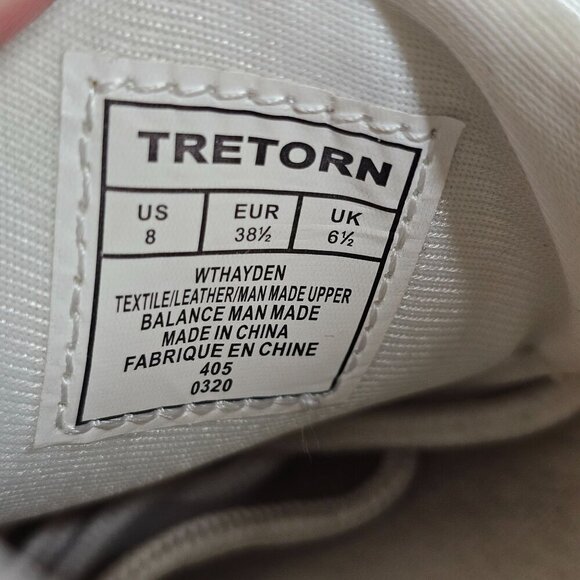 TRETORN
US EUR UK
8 38½ 6½
WTHAYDEN
TEXTILE/LEATHER/MAN MADE UPPER
BALANCE MAN MADE
MADE IN CHINA
FABRIQUE EN CHINE
405
0320